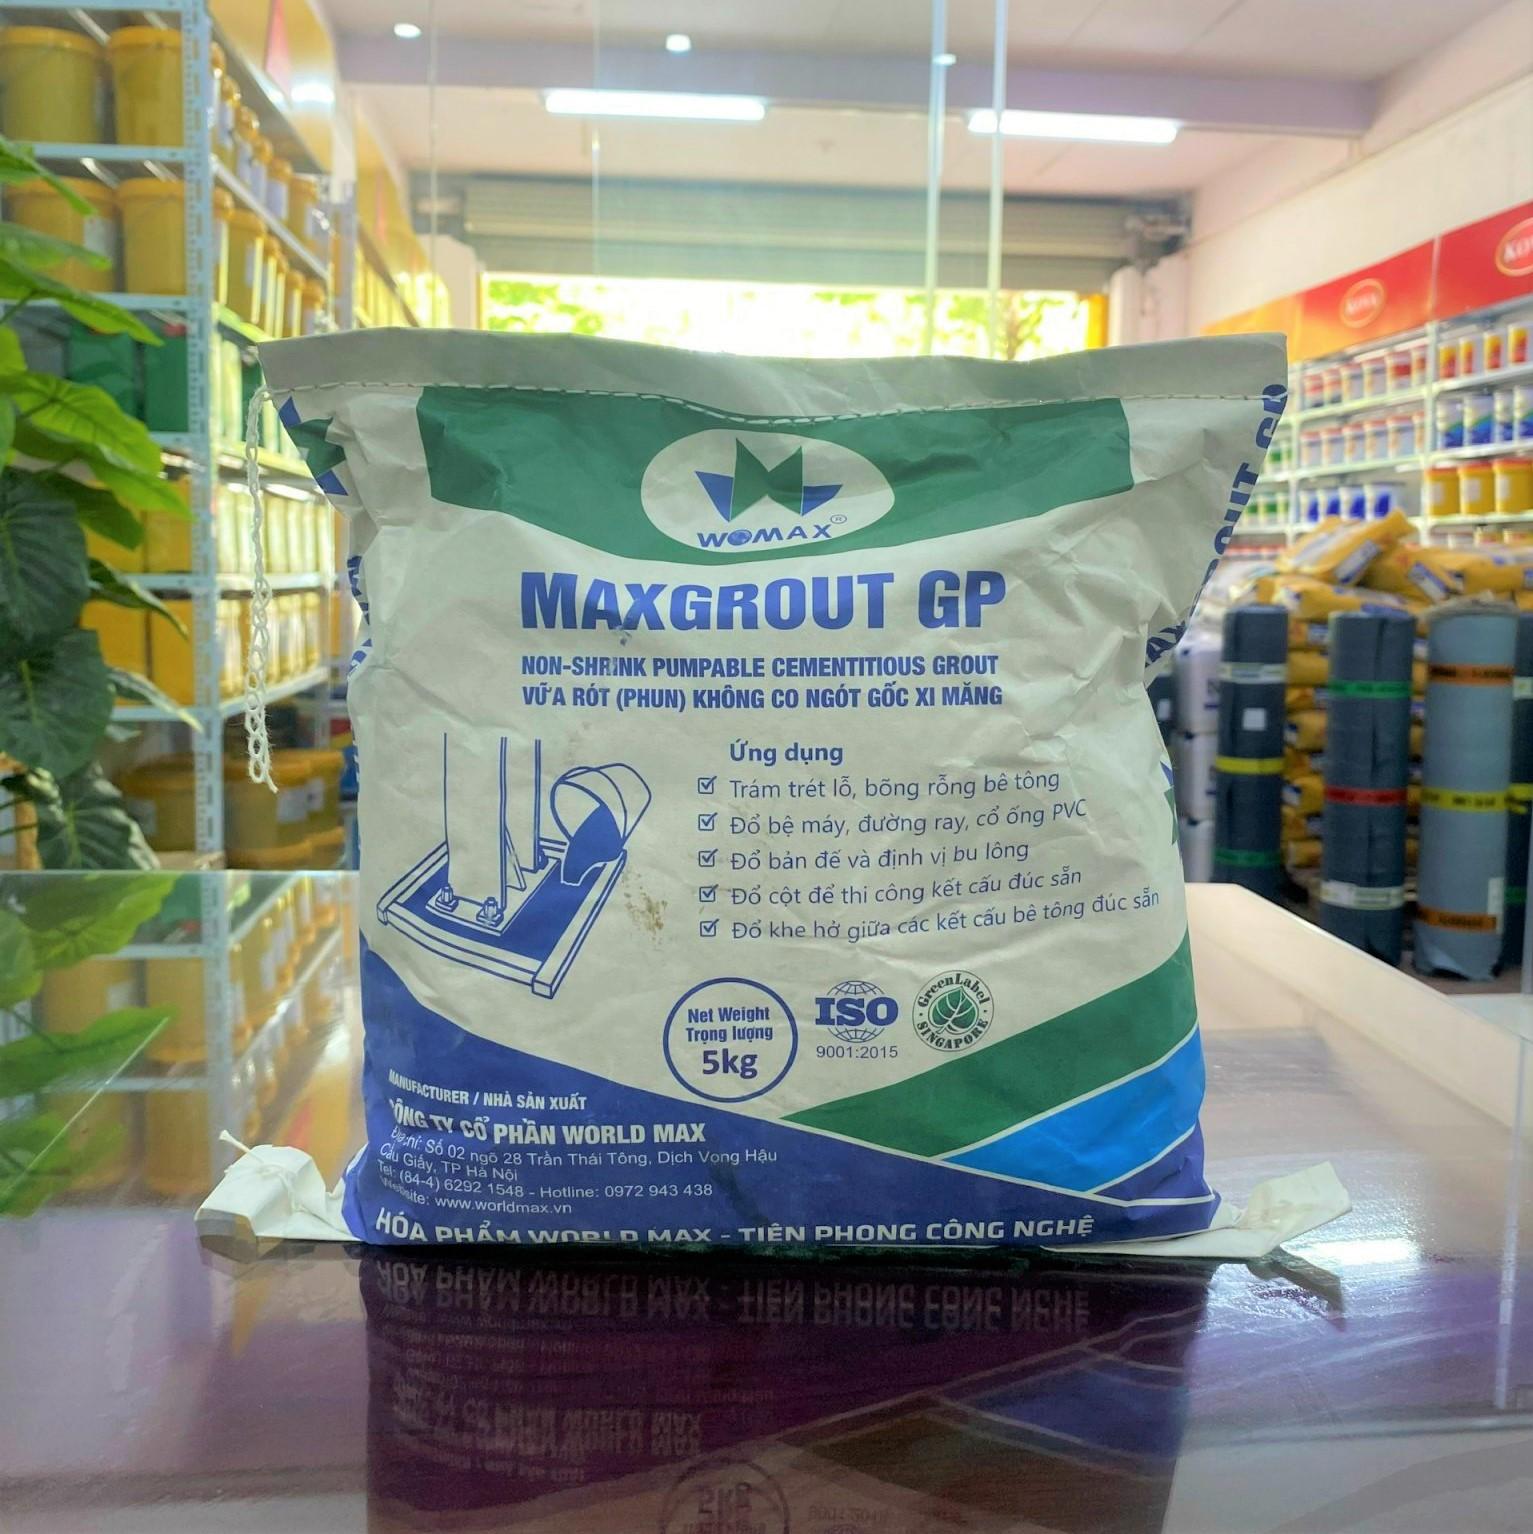 WOMAX®
MAXGROUT GP
NON-SHRINK PUMPABLE CEMENTITIOUS GROUT
VỮA RÓT (PHUN) KHÔNG CO NGÓT GỐC XI MĂNG
Ứng dụng
Trám trét lỗ, bõng rỗng bê tông
Đổ bệ máy, đường ray, cổ ống PVC
Đổ bản đế và định vị bu lông
Đổ cột để thi công kết cấu đúc sẵn
Đổ khe hở giữa các kết cấu bê tông đúc sẵn
Net Weight
Trọng lượng
5kg
ISO
9001:2015
GreenLabel
SINGAPORE
MANUFACTURER / NHÀ SẢN XUẤT
CÔNG TY CỔ PHẦN WORLD MAX
Địa chỉ: Số 02 ngõ 28 Trần Thái Tông, Dịch Vọng Hậu
Cầu Giấy, TP Hà Nội
Tel: (84-4) 6292 1548 - Hotline: 0972 943 438
Website: www.worldmax.vn
HÓA PHẨM WORLD MAX - TIÊN PHONG CÔNG NGHỆ
KOVA